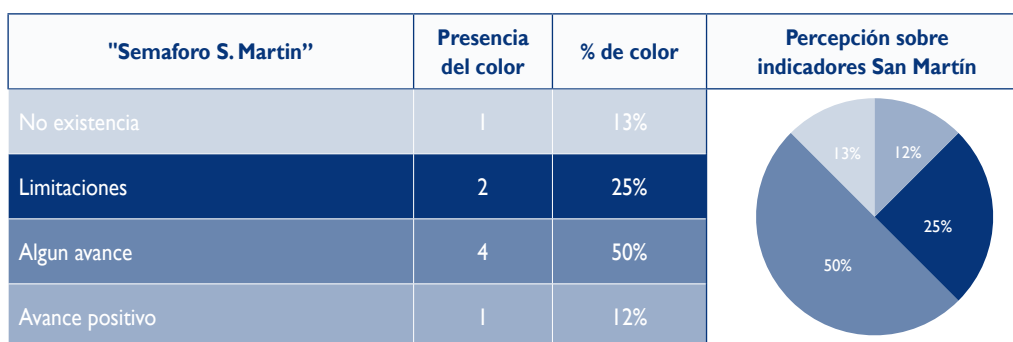 "Semaforo S. Martin”
Presencia
del color
% de color
Percepción sobre
indicadores San Martín
No existencia
1
13%
Limitaciones
2
25%
Algun avance
4
50%
Avance positivo
1
12%
13%
12%
25%
50%